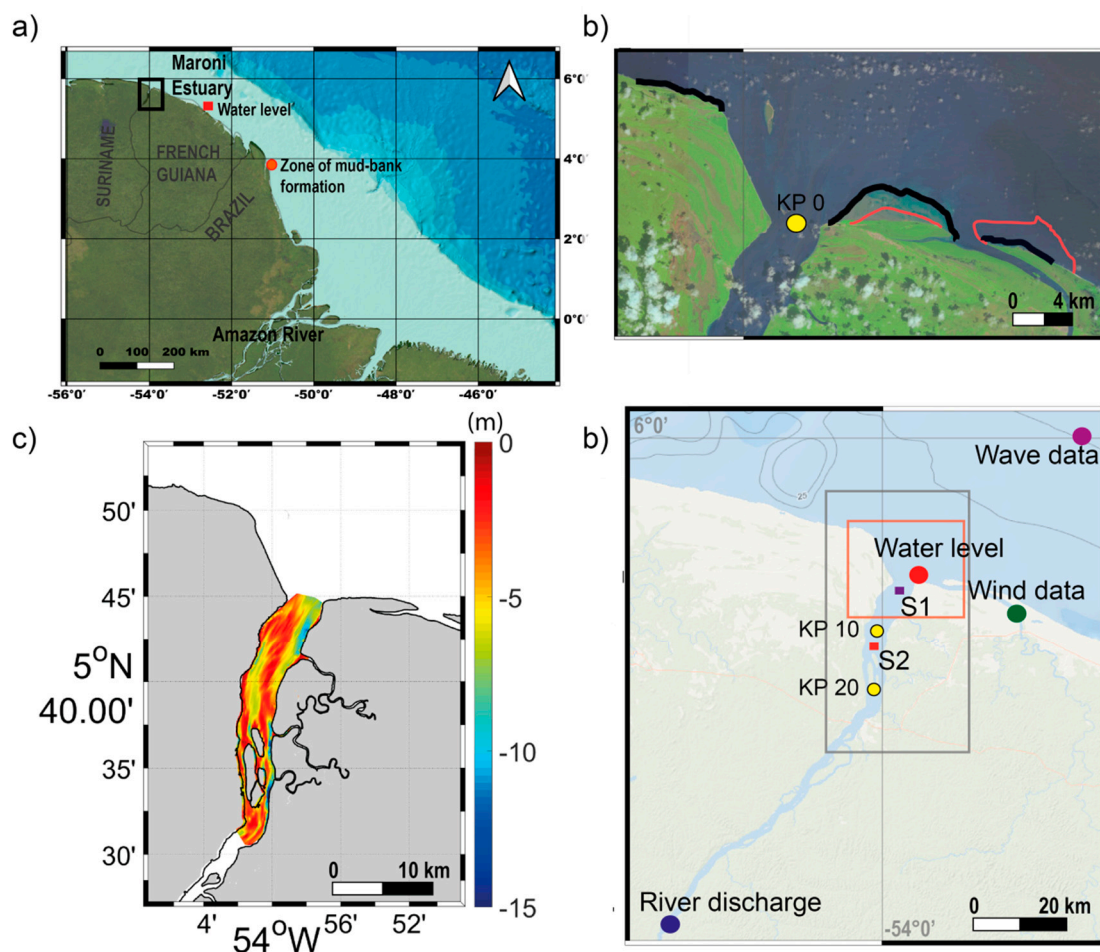 a)
Maroni
Estuary
Water level
SURINAME
FRENCH
GUIANA
BRAZIL
Zone of mud-bank
formation
Amazon River
0 100 200 km
6°0'
4°0'
2°0'
0°0'
-56°0' -54°0' -52°0' -50°0' -48°0' -46°0'
b)
KP 0
0 4 km
c)
(m)
0
-5
-10
-15
50'
45'
5°N
40.00'
35'
30'
0 10 km
4' 56' 52'
54°W
b)
6°0'
Wave data
25
Water level
Wind data
S1
KP 10
S2
KP 20
River discharge
0 20 km
-54°0'